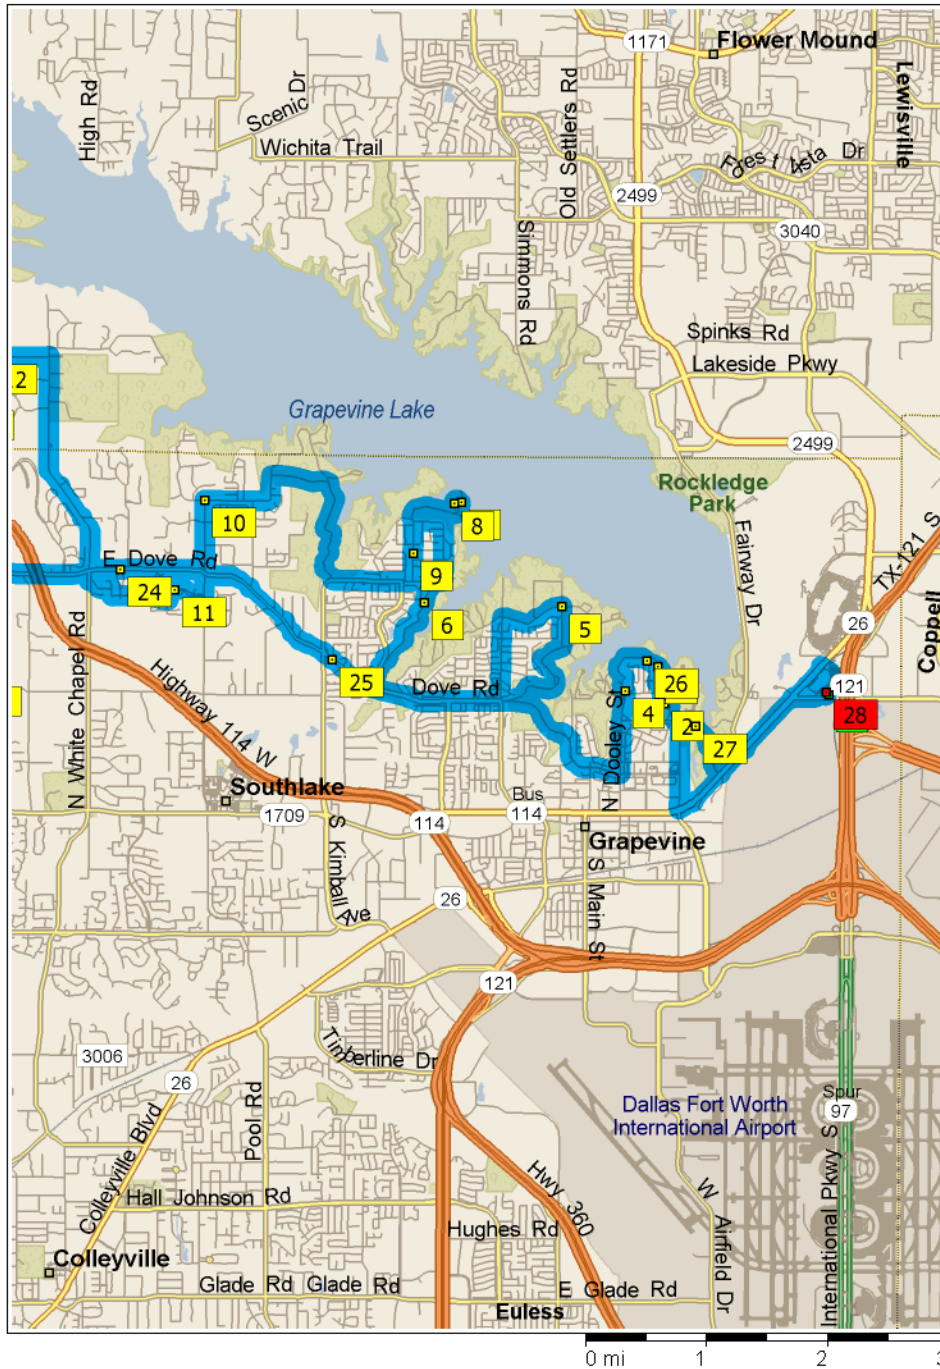 1171
Flower Mound
High Rd
Scenic Dr
Wichita Trail
Old Settlers Rd
Lewisville
Dr
2499
3040
Simmons Rd
Spinks Rd
Lakeside Pkwy
Grapevine Lake
2499
Rockledge
Park
Fairway Dr
TX-121 S
10
8
E Dove Rd
9
24
11
6
5
26
Coppell
N White Chapel Rd
25
Dove Rd
26
121
4
28
2
27
Highway 114 W
N Dooley St
Southlake
Bus
114
1709
114
Grapevine
S Kimball Ave
S Main St
26
121
3006
Timberline Dr
26
Pool Rd
Colleyville Blvd
Dallas Fort Worth
International Airport
Spur
97
International Pkwy S
Hall Johnson Rd
Hwy 360
W Airfield Dr
Hughes Rd
Colleyville
Glade Rd Glade Rd
E Glade Rd
Euless
0 mi 1 2